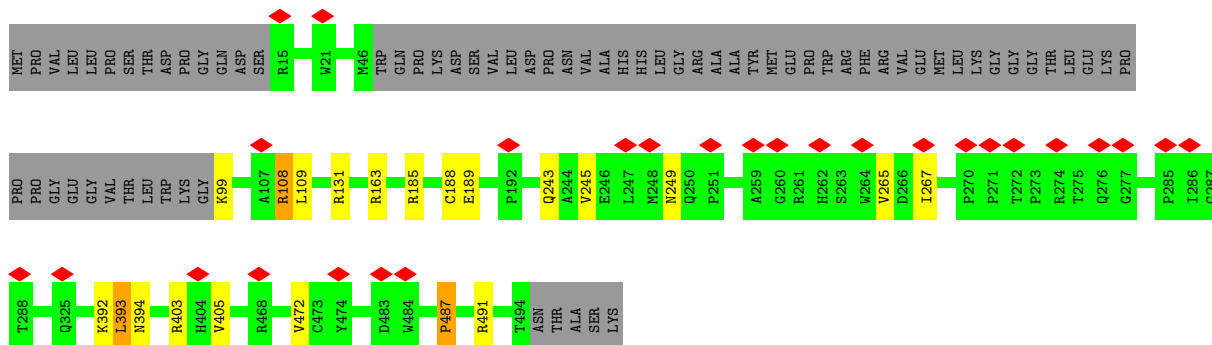 MET PRO VAL LEU LEU PRO SER THR ASP PRO GLY GLN ASP SER R15 W21 M46 TRP GLN PRO LYS ASP SER VAL LEU ASP PRO ASN VAL ALA HIS HIS LEU GLY ARG ALA ALA TYR MET GLU PRO TRP ARG PHE ARG VAL GLU MET LEU LYS GLY GLY GLY THR LEU GLU LYS PRO
PRO PRO GLY GLU GLY VAL THR LEU TRP LYS GLY K99 A107 R108 L109 R131 R163 R185 C188 E189 P192 Q243 A244 V245 E246 L247 M248 N249 Q250 P251 A259 G260 R261 H262 S263 W264 V265 D266 I267 P270 P271 T272 P273 R274 T275 Q276 G277 P285 I286 G287
T288 Q325 K392 L393 N394 R403 H404 V405 R468 V472 C473 Y474 D483 W484 P487 R491 T494 ASN THR ALA SER LYS